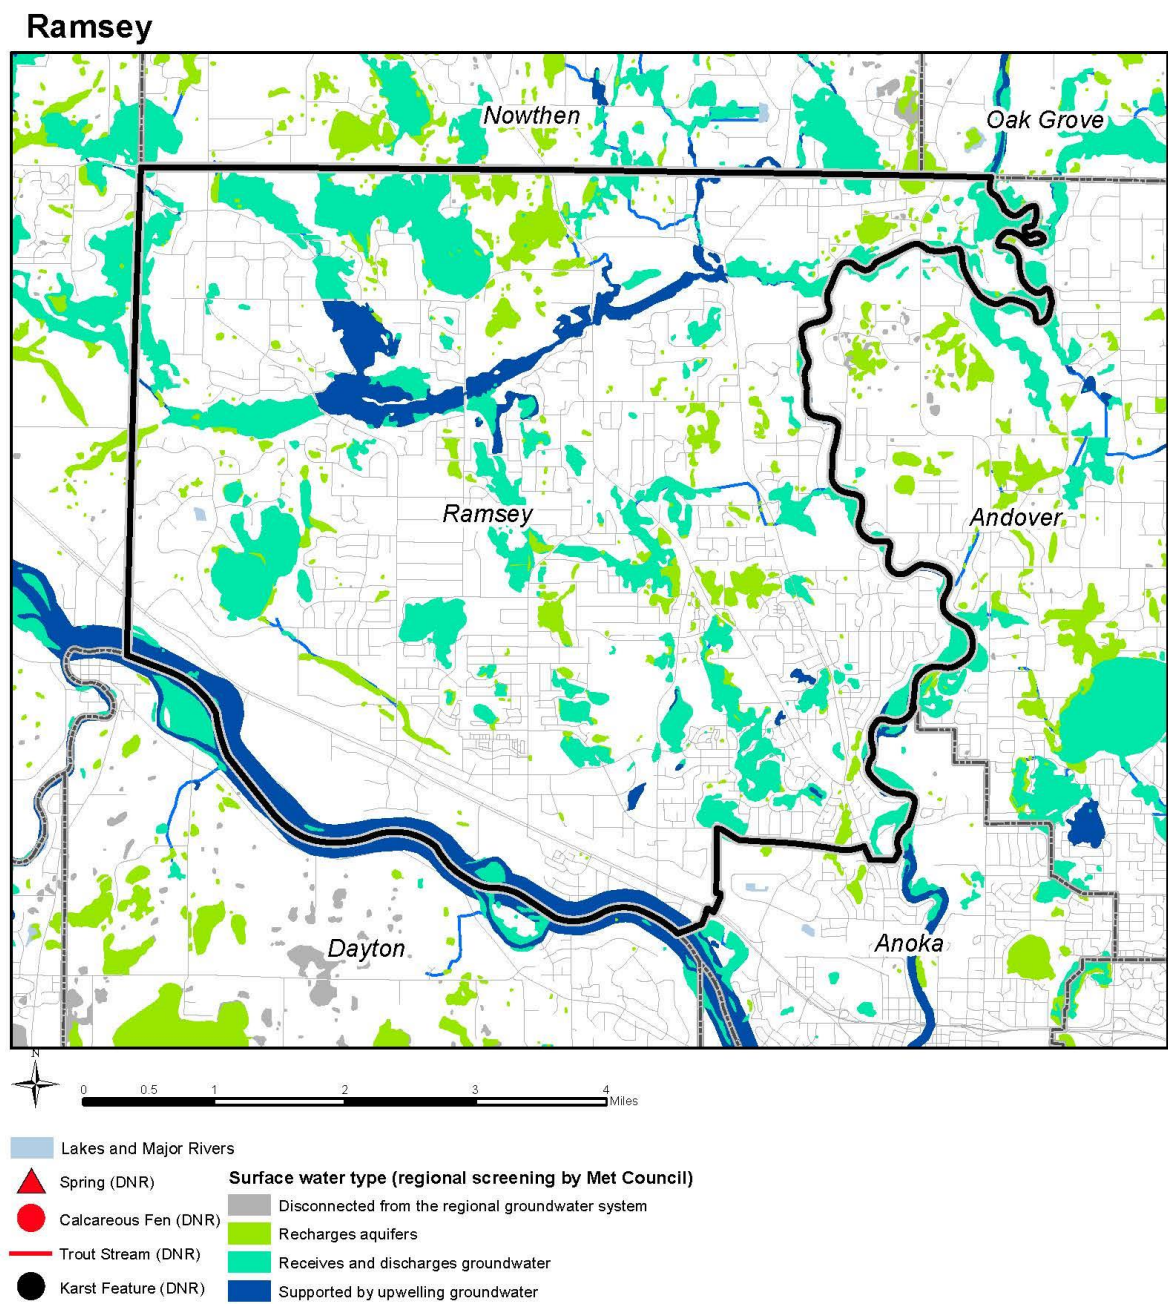 Ramsey
Nowthen
Oak Grove
Ramsey
Andover
Dayton
Anoka
N
0 0.5 1 2 3 4
Miles
Lakes and Major Rivers
Spring (DNR)
Calcareous Fen (DNR)
Trout Stream (DNR)
Karst Feature (DNR)
Surface water type (regional screening by Met Council)
Disconnected from the regional groundwater system
Recharges aquifers
Receives and discharges groundwater
Supported by upwelling groundwater